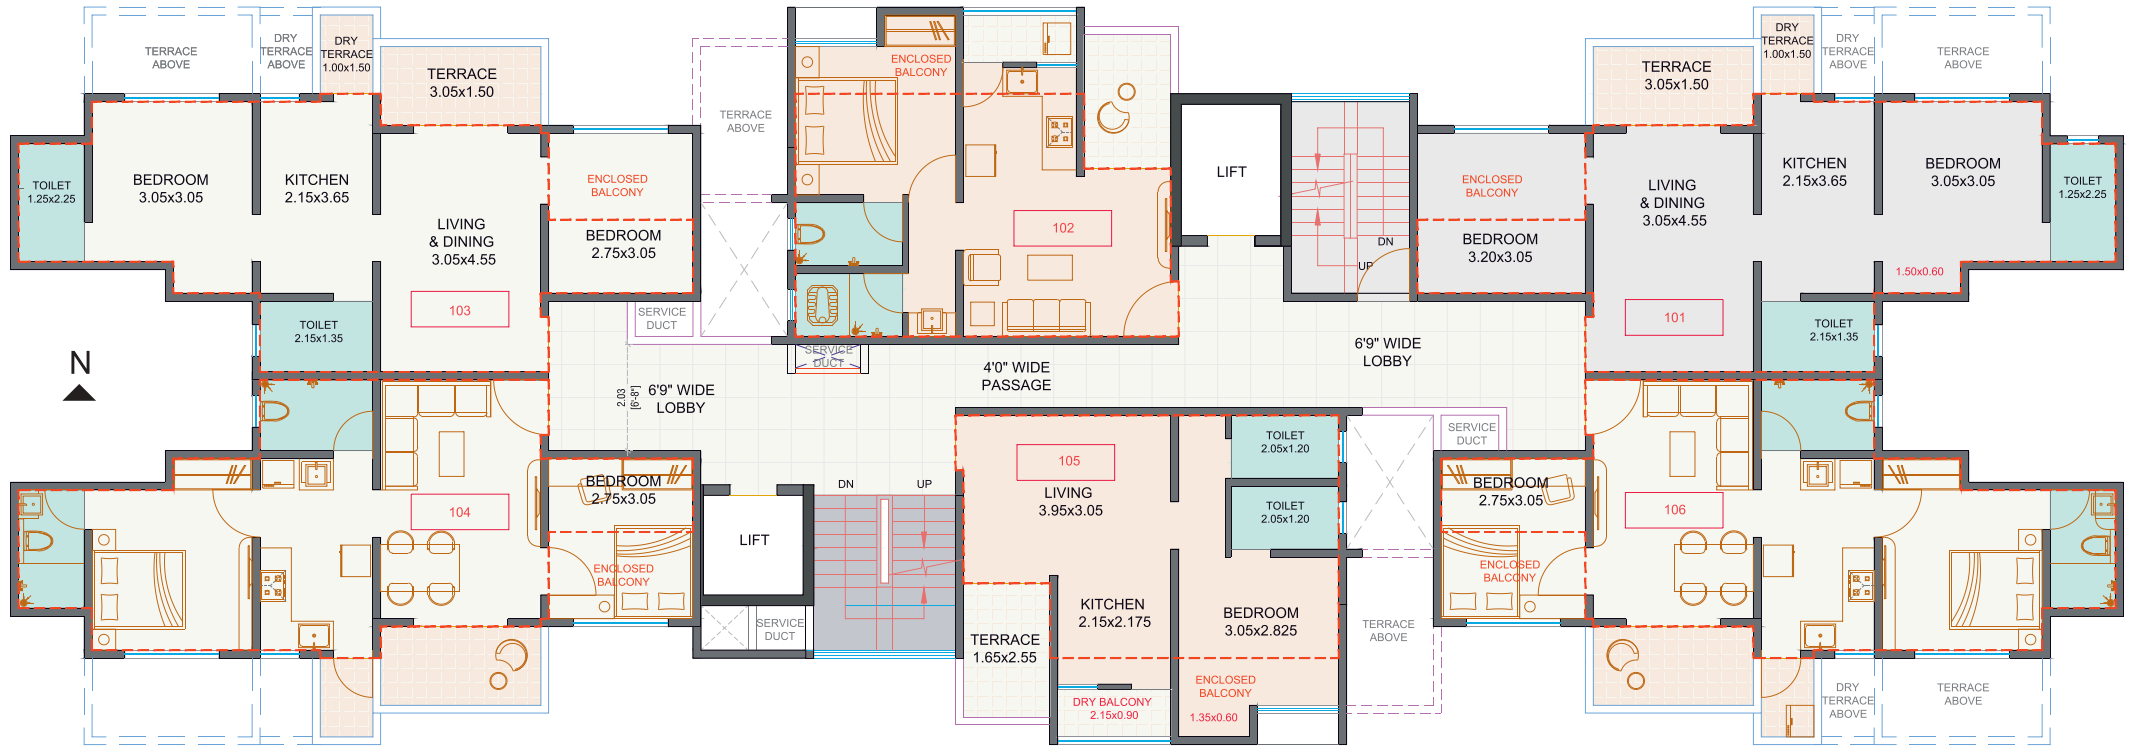 TERRACE
ABOVE
DRY
TERRACE
ABOVE
DRY
TERRACE
1.00x1.50
TERRACE
3.05x1.50
TOILET
1.25x2.25
BEDROOM
3.05x3.05
KITCHEN
2.15x3.65
LIVING
& DINING
3.05x4.55
ENCLOSED
BALCONY
BEDROOM
2.75x3.05
103
TOILET
2.15x1.35
TERRACE
ABOVE
SERVICE
DUCT
ENCLOSED
BALCONY
102
SERVICE
DUCT
LIFT
DN
UP
ENCLOSED
BALCONY
BEDROOM
3.20x3.05
TERRACE
3.05x1.50
DRY
TERRACE
1.00x1.50
DRY
TERRACE
ABOVE
TERRACE
ABOVE
LIVING
& DINING
3.05x4.55
KITCHEN
2.15x3.65
BEDROOM
3.05x3.05
TOILET
1.25x2.25
1.50x0.60
101
TOILET
2.15x1.35
N
2.03
[6'-8"]
6'9" WIDE
LOBBY
4'0" WIDE
PASSAGE
6'9" WIDE
LOBBY
104
BEDROOM
2.75x3.05
ENCLOSED
BALCONY
LIFT
SERVICE
DUCT
DN
UP
105
LIVING
3.95x3.05
TOILET
2.05x1.20
TOILET
2.05x1.20
KITCHEN
2.15x2.175
BEDROOM
3.05x2.825
TERRACE
1.65x2.55
DRY BALCONY
2.15x0.90
ENCLOSED
BALCONY
1.35x0.60
SERVICE
DUCT
TERRACE
ABOVE
BEDROOM
2.75x3.05
ENCLOSED
BALCONY
106
DRY
TERRACE
ABOVE
TERRACE
ABOVE